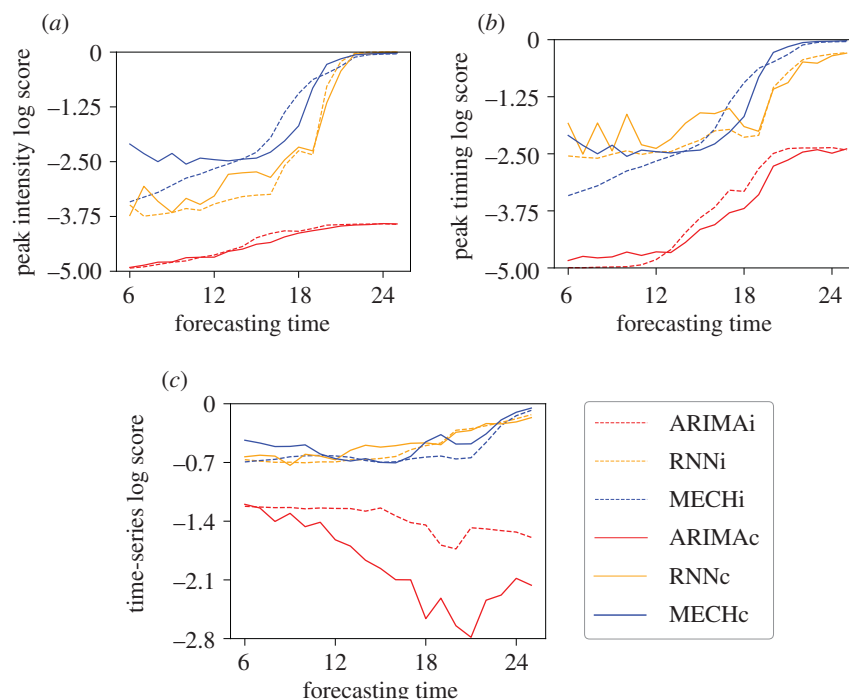 (a)
0
−1.25
−2.50
−3.75
−5.00
peak intensity log score
6 12 18 24
forecasting time
(b)
0
−1.25
−2.50
−3.75
−5.00
peak timing log score
6 12 18 24
forecasting time
(c)
0
−0.7
−1.4
−2.1
−2.8
time-series log score
6 12 18 24
forecasting time
ARIMAi
RNNi
MECHi
ARIMAc
RNNc
MECHc